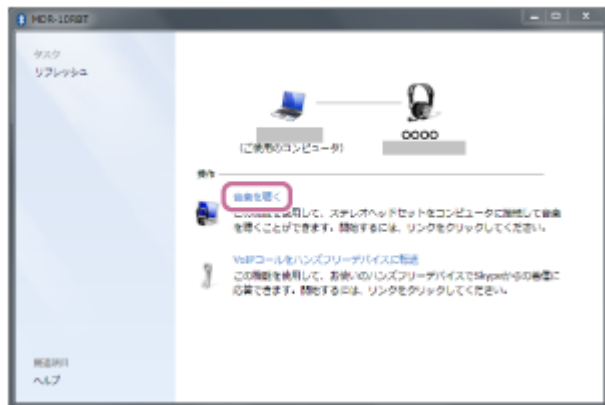 MDR-10RBT
タスク
リフレッシュ
(ご使用のコンピュータ)
○○○○
操作
音楽を聴く
この機能を使用して、ステレオヘッドセットをコンピュータに接続して音楽
を聴くことができます。開始するには、リンクをクリックしてください。
VoIPコールをハンズフリーデバイスに転送
この機能を使用して、お使いのハンズフリーデバイスでSkypeからの着信に
応答できます。開始するには、リンクをクリックしてください。
関連項目
ヘルプ